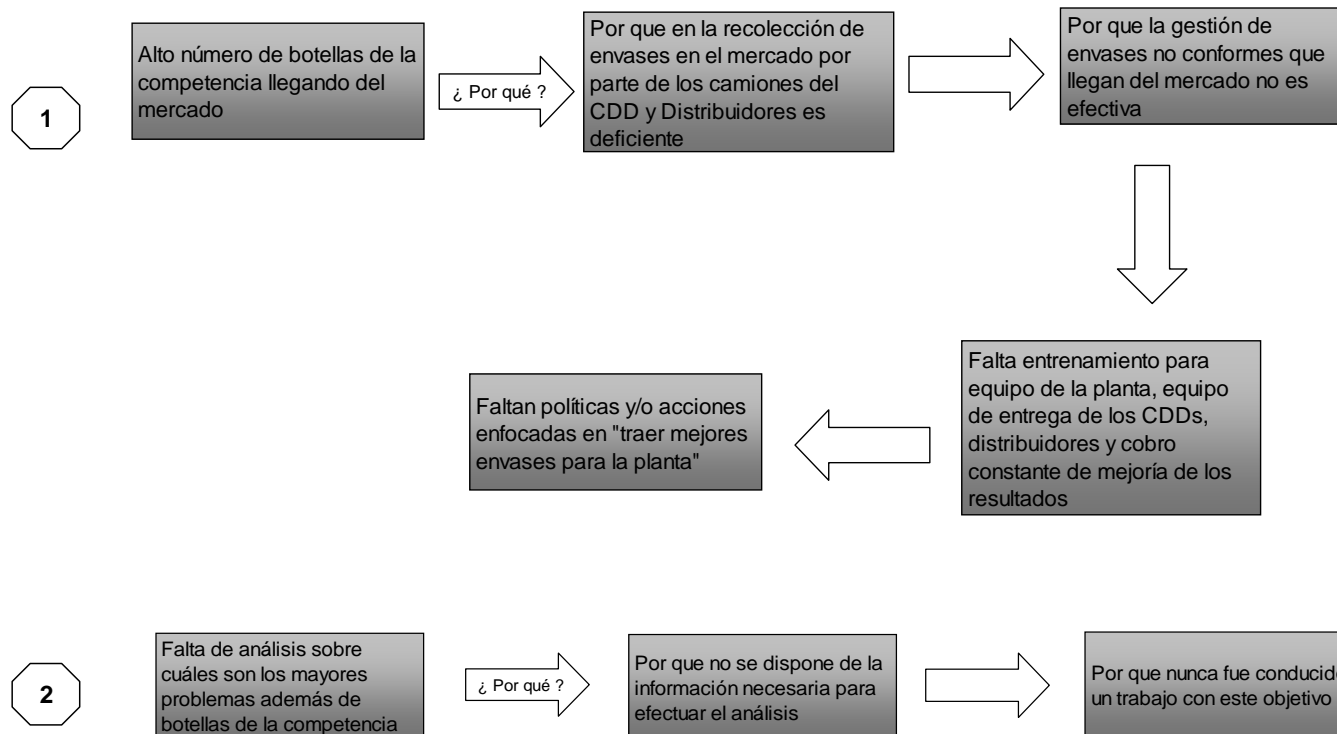 1
Alto número de botellas de la
competencia llegando del
mercado
¿ Por qué ?
Por que en la recolección de
envases en el mercado por
parte de los camiones del
CDD y Distribuidores es
deficiente
Por que la gestión de
envases no conformes que
llegan del mercado no es
efectiva
Falta entrenamiento para
equipo de la planta, equipo
de entrega de los CDDs,
distribuidores y cobro
constante de mejoría de los
resultados
Faltan políticas y/o acciones
enfocadas en "traer mejores
envases para la planta"
2
Falta de análisis sobre
cuáles son los mayores
problemas además de
botellas de la competencia
¿ Por qué ?
Por que no se dispone de la
información necesaria para
efectuar el análisis
Por que nunca fue conducido
un trabajo con este objetivo